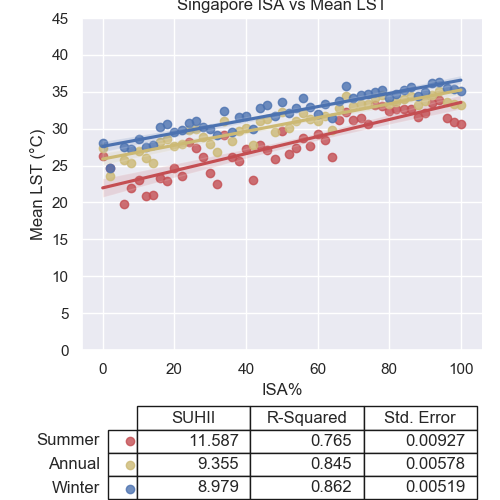 Singapore ISA vs Mean LST
45
40
35
30
25
20
15
10
5
0
Mean LST (°C)
0 20 40 60 80 100
ISA%
SUHII R-Squared Std. Error
Summer 11.587 0.765 0.00927
Annual 9.355 0.845 0.00578
Winter 8.979 0.862 0.00519